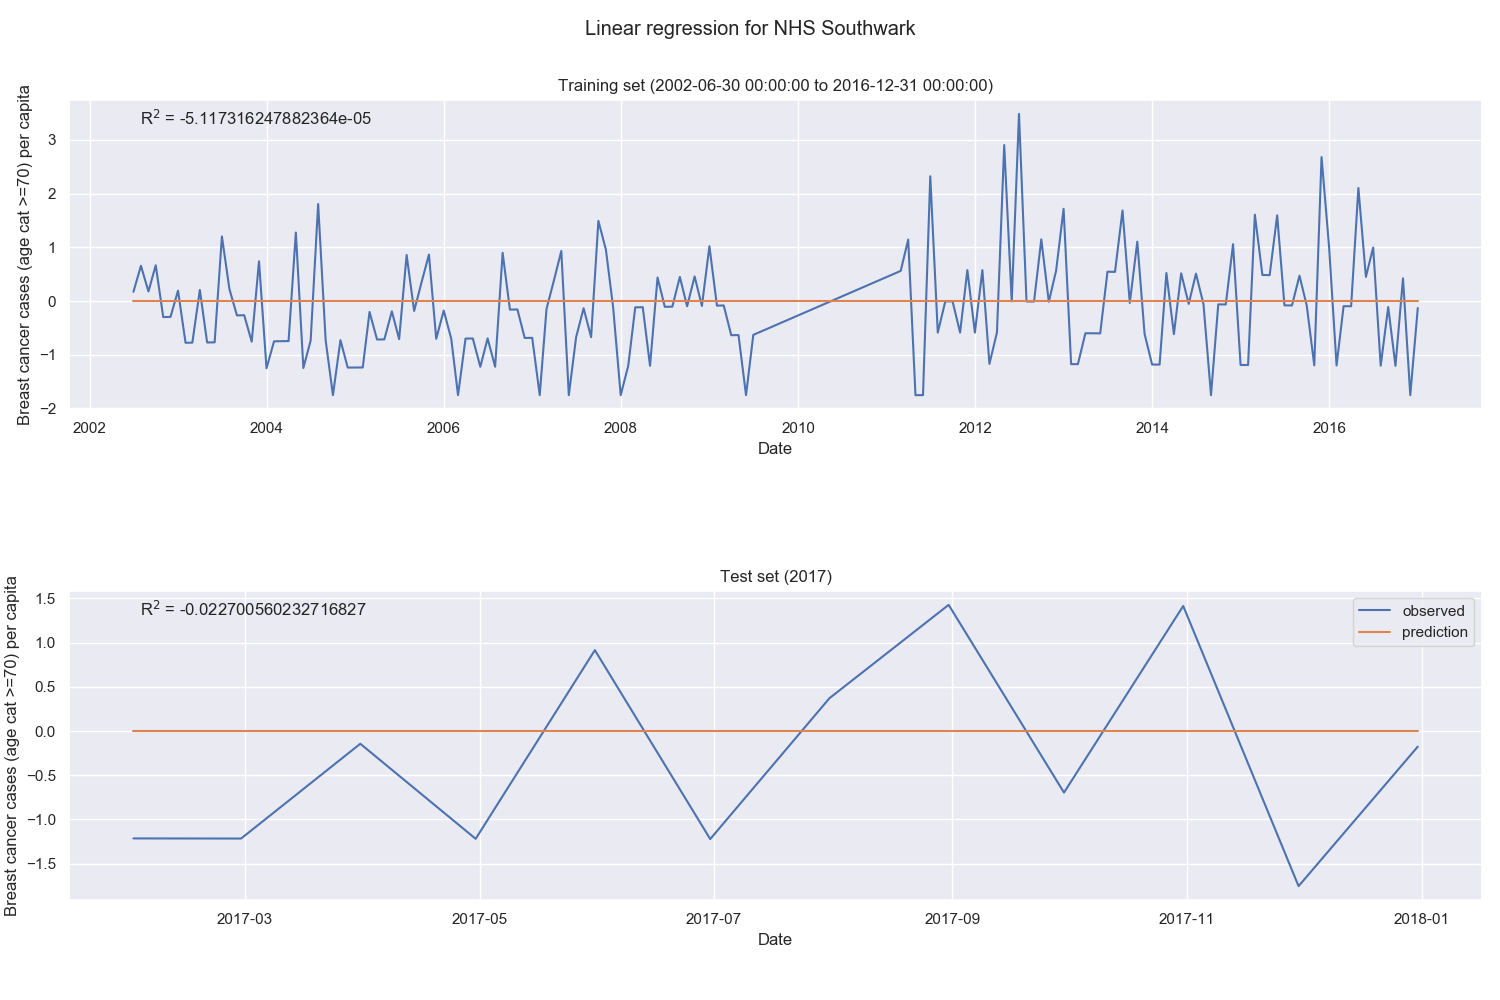 Linear regression for NHS Southwark
Training set (2002-06-30 00:00:00 to 2016-12-31 00:00:00)
R² = -5.117316247882364e-05
Breast cancer cases (age cat >=70) per capita
3
2
1
0
−1
−2
2002 2004 2006 2008 2010 2012 2014 2016
Date
Test set (2017)
R² = -0.022700560232716827
observed
prediction
Breast cancer cases (age cat >=70) per capita
1.5
1.0
0.5
0.0
−0.5
−1.0
−1.5
2017-03 2017-05 2017-07 2017-09 2017-11 2018-01
Date